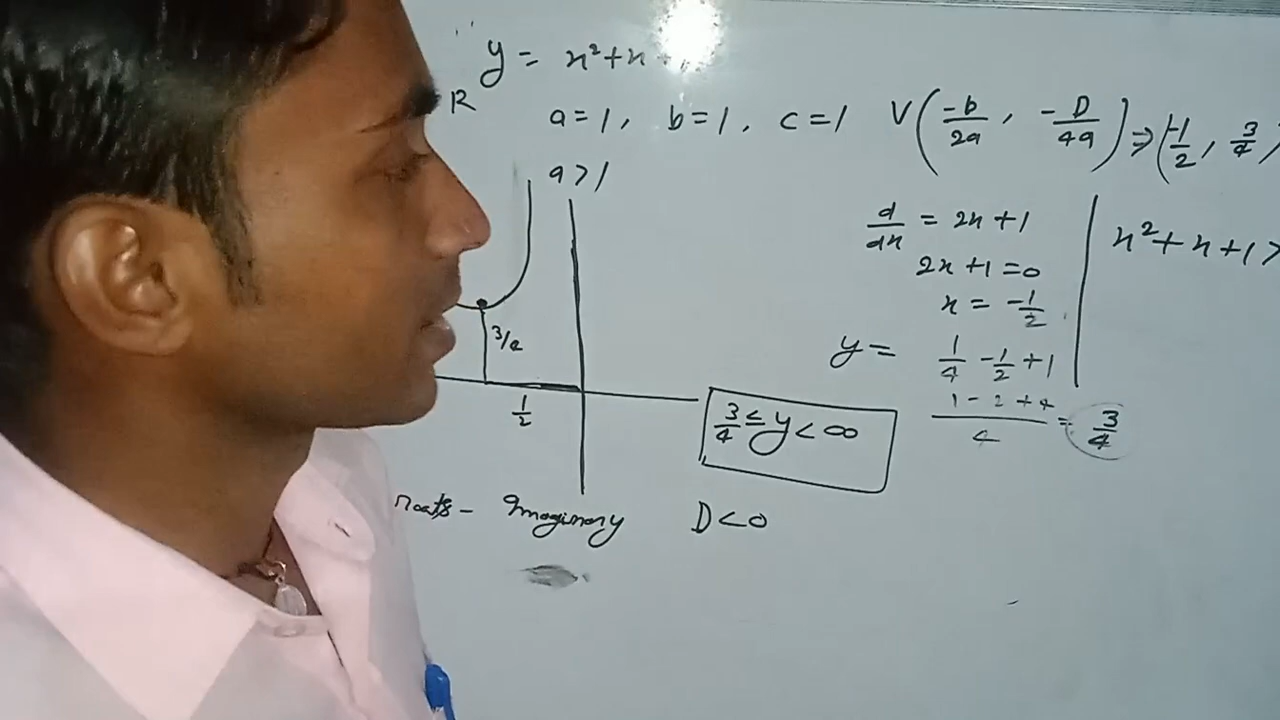 y = x² + x +
R
a = 1, b = 1, c = 1 V(-b/2a, -D/4a) ⇒ (-1/2, 3/4)
a > 1
d/dx = 2x + 1
2x + 1 = 0
x = -1/2
x² + x + 1 >
3/4
y = 1/4 - 1/2 + 1
1 - 2 + 4 / 4 = 3/4
1/2
3/4 ≤ y < ∞
roots - Imaginary D < 0